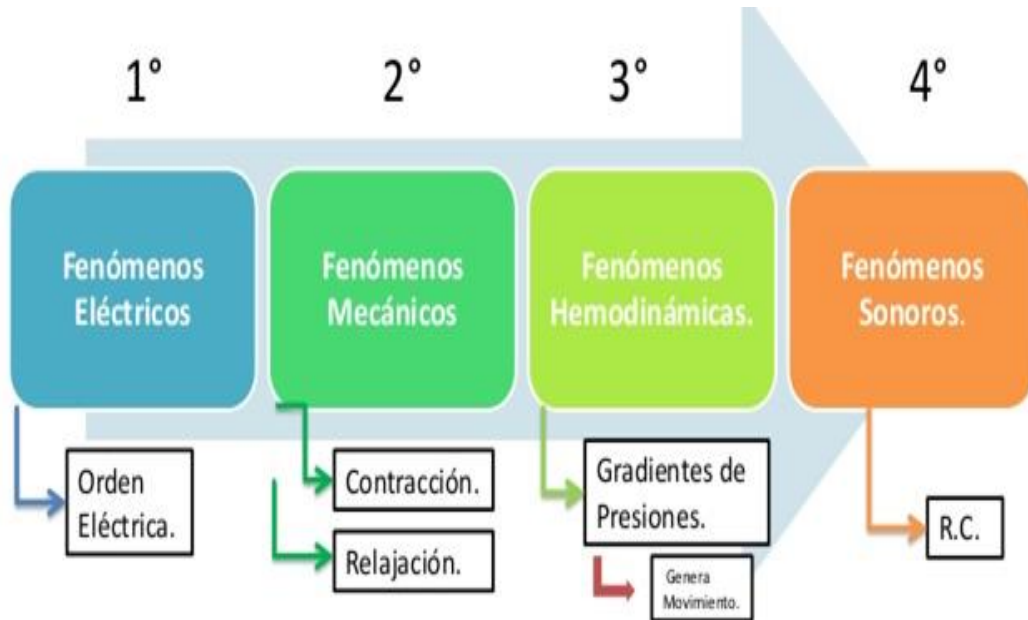 1°
2°
3°
4°
Fenómenos
Eléctricos
Fenómenos
Mecánicos
Fenómenos
Hemodinámicas.
Fenómenos
Sonoros.
Orden
Eléctrica.
Contracción.
Relajación.
Gradientes de
Presiones.
Genera
Movimiento.
R.C.